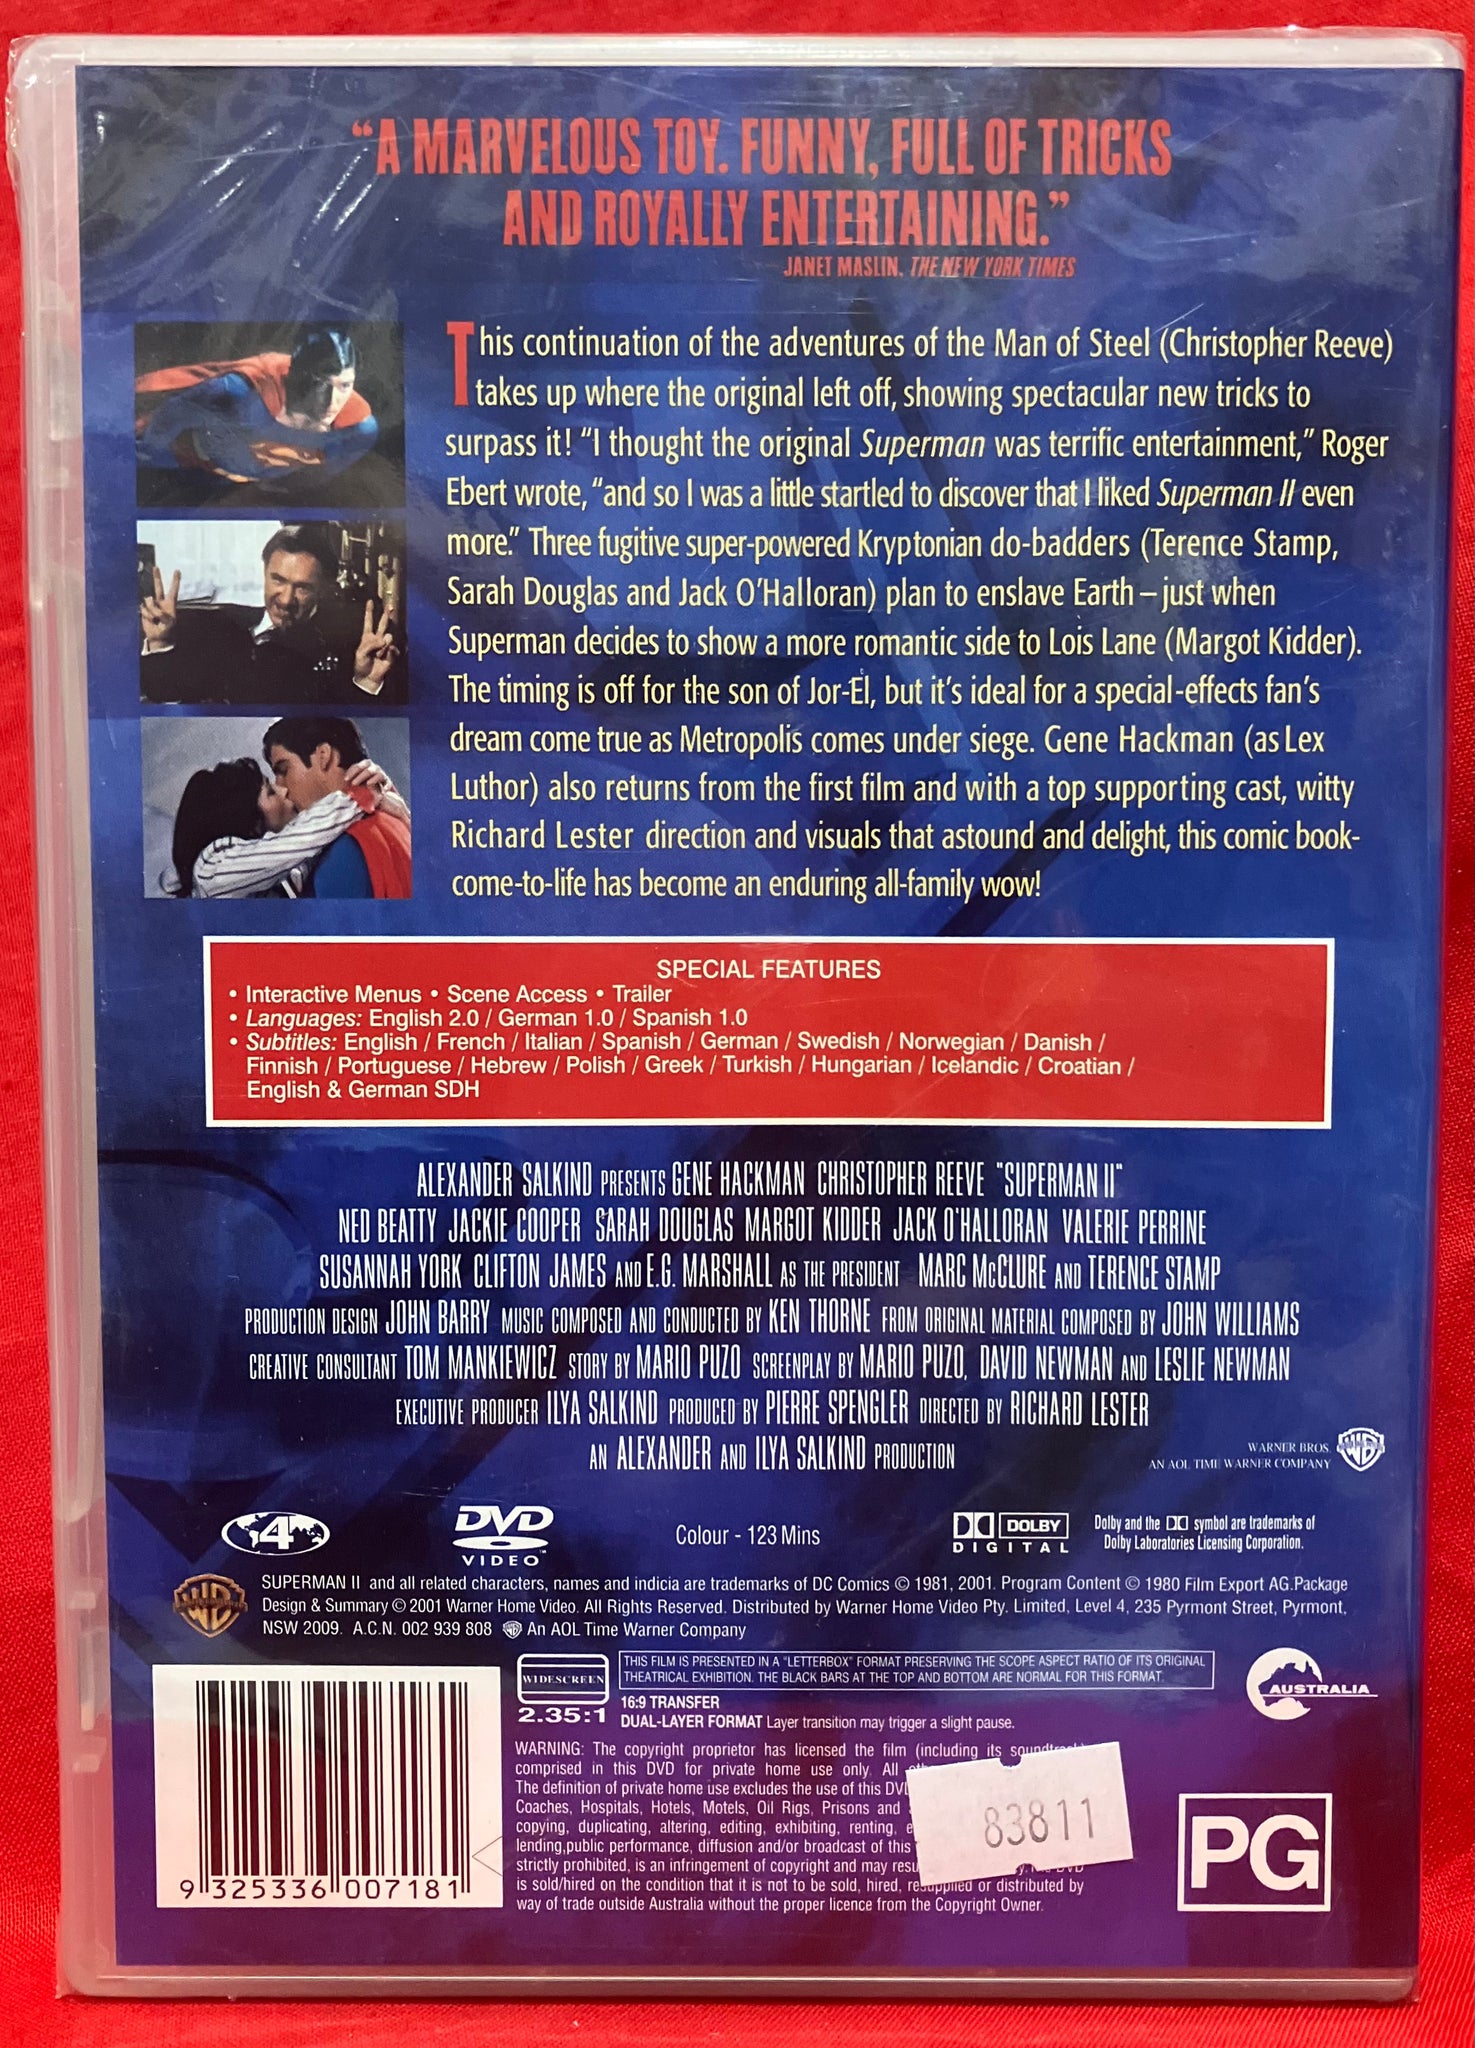 “A MARVELOUS TOY. FUNNY, FULL OF TRICKS
AND ROYALLY ENTERTAINING.”
JANET MASLIN, THE NEW YORK TIMES
This continuation of the adventures of the Man of Steel (Christopher Reeve)
takes up where the original left off, showing spectacular new tricks to
surpass it! “I thought the original Superman was terrific entertainment,” Roger
Ebert wrote, “and so I was a little startled to discover that I liked Superman II even
more.” Three fugitive super-powered Kryptonian do-badders (Terence Stamp,
Sarah Douglas and Jack O’Halloran) plan to enslave Earth – just when
Superman decides to show a more romantic side to Lois Lane (Margot Kidder).
The timing is off for the son of Jor-El, but it’s ideal for a special-effects fan’s
dream come true as Metropolis comes under siege. Gene Hackman (as Lex
Luthor) also returns from the first film and with a top supporting cast, witty
Richard Lester direction and visuals that astound and delight, this comic book-
come-to-life has become an enduring all-family wow!
SPECIAL FEATURES
• Interactive Menus • Scene Access • Trailer
• Languages: English 2.0 / German 1.0 / Spanish 1.0
• Subtitles: English / French / Italian / Spanish / German / Swedish / Norwegian / Danish /
Finnish / Portuguese / Hebrew / Polish / Greek / Turkish / Hungarian / Icelandic / Croatian /
English & German SDH
ALEXANDER SALKIND PRESENTS GENE HACKMAN CHRISTOPHER REEVE "SUPERMAN II"
NED BEATTY JACKIE COOPER SARAH DOUGLAS MARGOT KIDDER JACK O'HALLORAN VALERIE PERRINE
SUSANNAH YORK CLIFTON JAMES AND E.G. MARSHALL AS THE PRESIDENT MARC McCLURE AND TERENCE STAMP
PRODUCTION DESIGN JOHN BARRY MUSIC COMPOSED AND CONDUCTED BY KEN THORNE FROM ORIGINAL MATERIAL COMPOSED BY JOHN WILLIAMS
CREATIVE CONSULTANT TOM MANKIEWICZ STORY BY MARIO PUZO SCREENPLAY BY MARIO PUZO, DAVID NEWMAN AND LESLIE NEWMAN
EXECUTIVE PRODUCER ILYA SALKIND PRODUCED BY PIERRE SPENGLER DIRECTED BY RICHARD LESTER
AN ALEXANDER AND ILYA SALKIND PRODUCTION
WARNER BROS.
AN AOL TIME WARNER COMPANY
4
DVD
VIDEO™
Colour - 123 Mins
DOLBY
DIGITAL
Dolby and the symbol are trademarks of
Dolby Laboratories Licensing Corporation.
SUPERMAN II and all related characters, names and indicia are trademarks of DC Comics © 1981, 2001. Program Content © 1980 Film Export AG.Package
Design & Summary © 2001 Warner Home Video. All Rights Reserved. Distributed by Warner Home Video Pty. Limited, Level 4, 235 Pyrmont Street, Pyrmont,
NSW 2009. A.C.N. 002 939 808 An AOL Time Warner Company
WIDESCREEN
2.35:1
THIS FILM IS PRESENTED IN A "LETTERBOX" FORMAT PRESERVING THE SCOPE ASPECT RATIO OF ITS ORIGINAL
THEATRICAL EXHIBITION. THE BLACK BARS AT THE TOP AND BOTTOM ARE NORMAL FOR THIS FORMAT.
16:9 TRANSFER
DUAL-LAYER FORMAT Layer transition may trigger a slight pause.
AUSTRALIA
WARNING: The copyright proprietor has licensed the film (including its
comprised in this DVD for private home use only. All
The definition of private home use excludes the use of this
Coaches, Hospitals, Hotels, Motels, Oil Rigs, Prisons and
copying, duplicating, altering, editing, exhibiting, renting,
lending,public performance, diffusion and/or broadcast of this
strictly prohibited, is an infringement of copyright and may
is sold/hired on the condition that it is not to be sold, hired, resupplied or distributed by
way of trade outside Australia without the proper licence from the Copyright Owner.
83811
PG
9 325336 007181